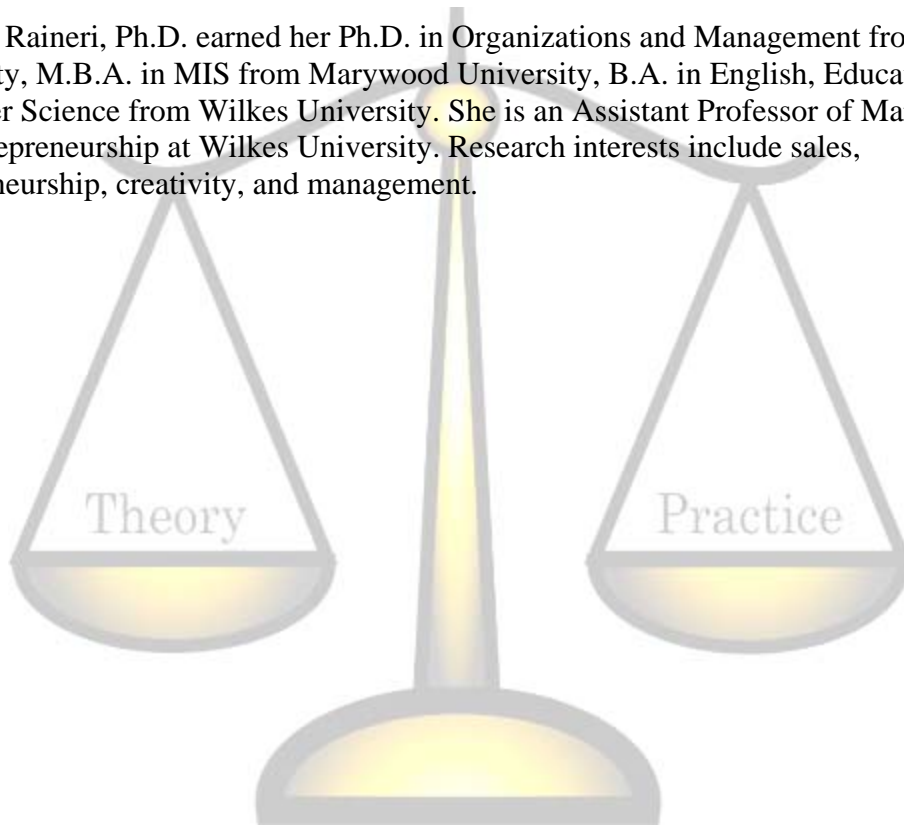 Raineri, Ph.D. earned her Ph.D. in Organizations and Management fro
ty, M.B.A. in MIS from Marywood University, B.A. in English, Educa
er Science from Wilkes University. She is an Assistant Professor of Ma
epreneurship at Wilkes University. Research interests include sales,
neurship, creativity, and management.
Theory
Practice